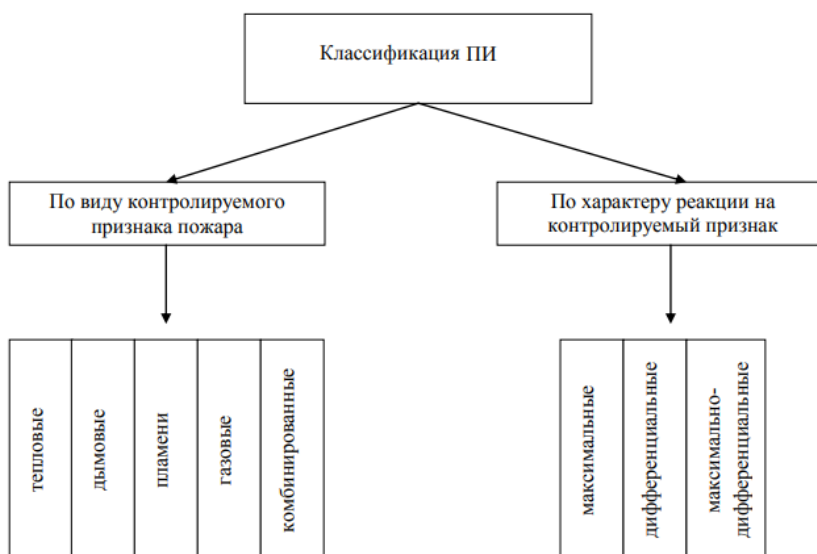 Классификация ПИ
По виду контролируемого
признака пожара
По характеру реакции на
контролируемый признак
тепловые
дымовые
пламени
газовые
комбинированные
максимальные
дифференциальные
максимально-
дифференциальные